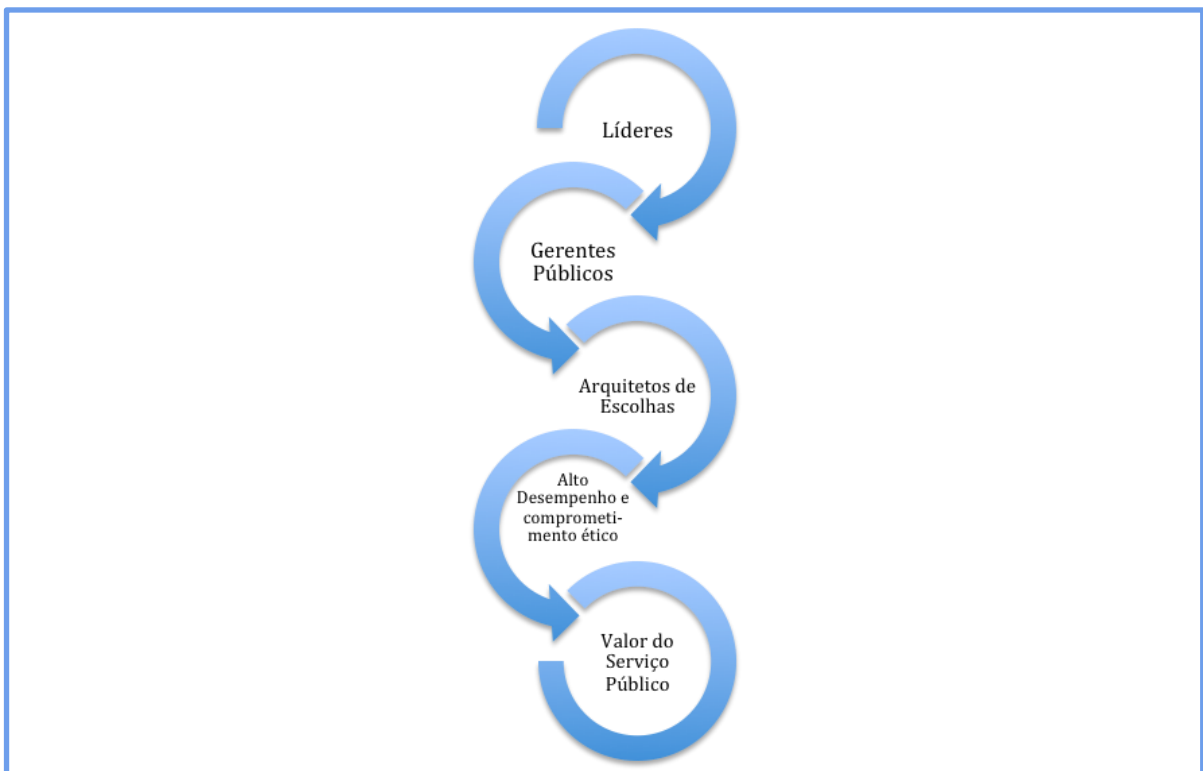 Líderes
Gerentes
Públicos
Arquitetos de
Escolhas
Alto
Desempenho e
comprometi-
mento ético
Valor do
Serviço
Público